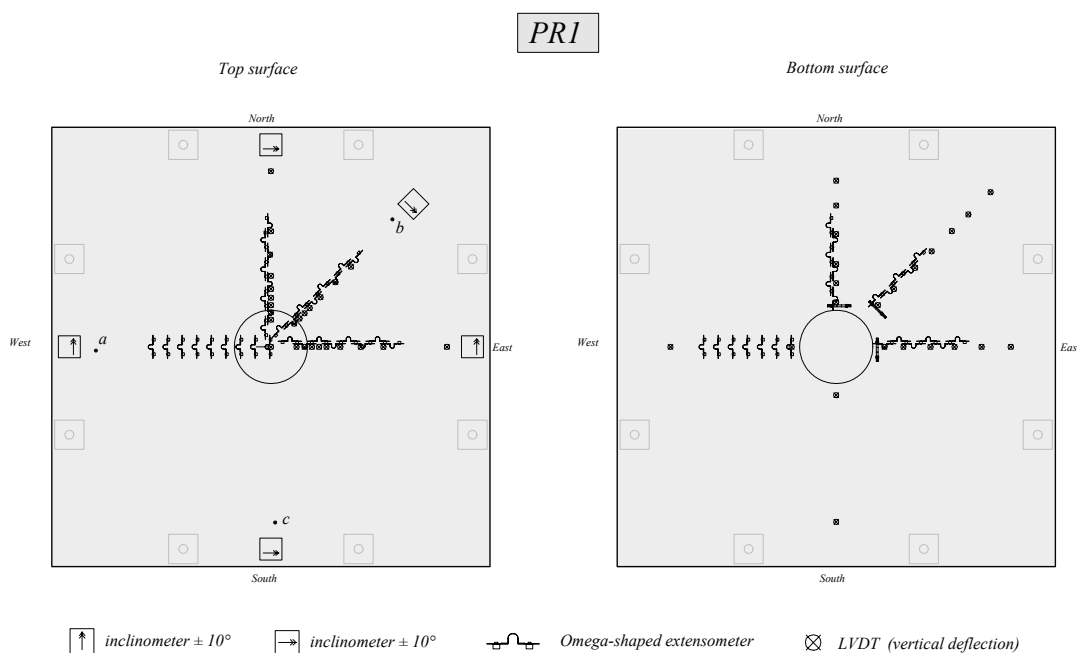 PR1
Top surface
Bottom surface
North
North
b
a
West
East
West
Eas
c
South
South
inclinometer ± 10°
inclinometer ± 10°
Omega-shaped extensometer
LVDT (vertical deflection)